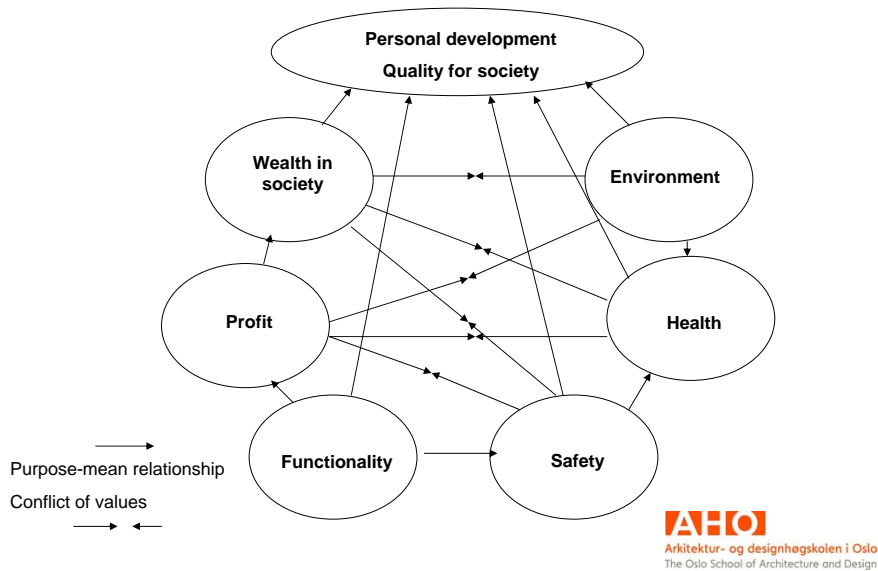 Personal development
Quality for society
Wealth in
society
Environment
Profit
Health
Functionality
Safety
Purpose-mean relationship
Conflict of values
AHO
Arkitektur- og designhøgskolen i Oslo
The Oslo School of Architecture and Design